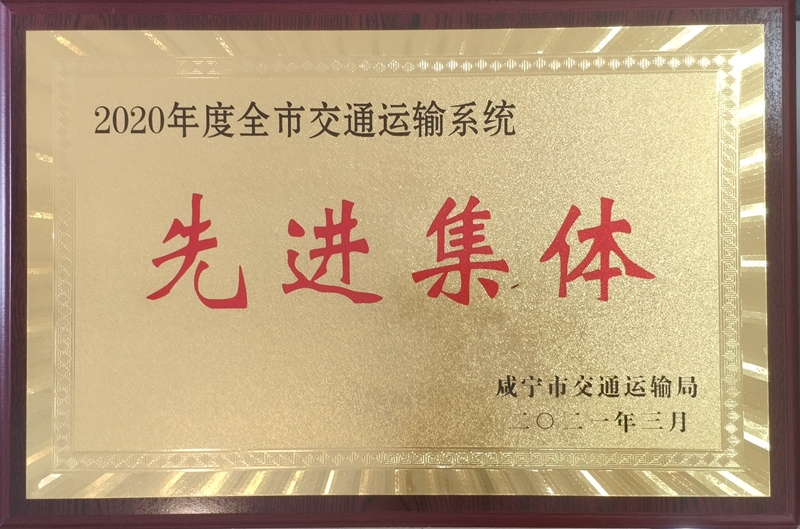 2020年度全市交通运输系统
先进集体
咸宁市交通运输局
二〇二一年三月